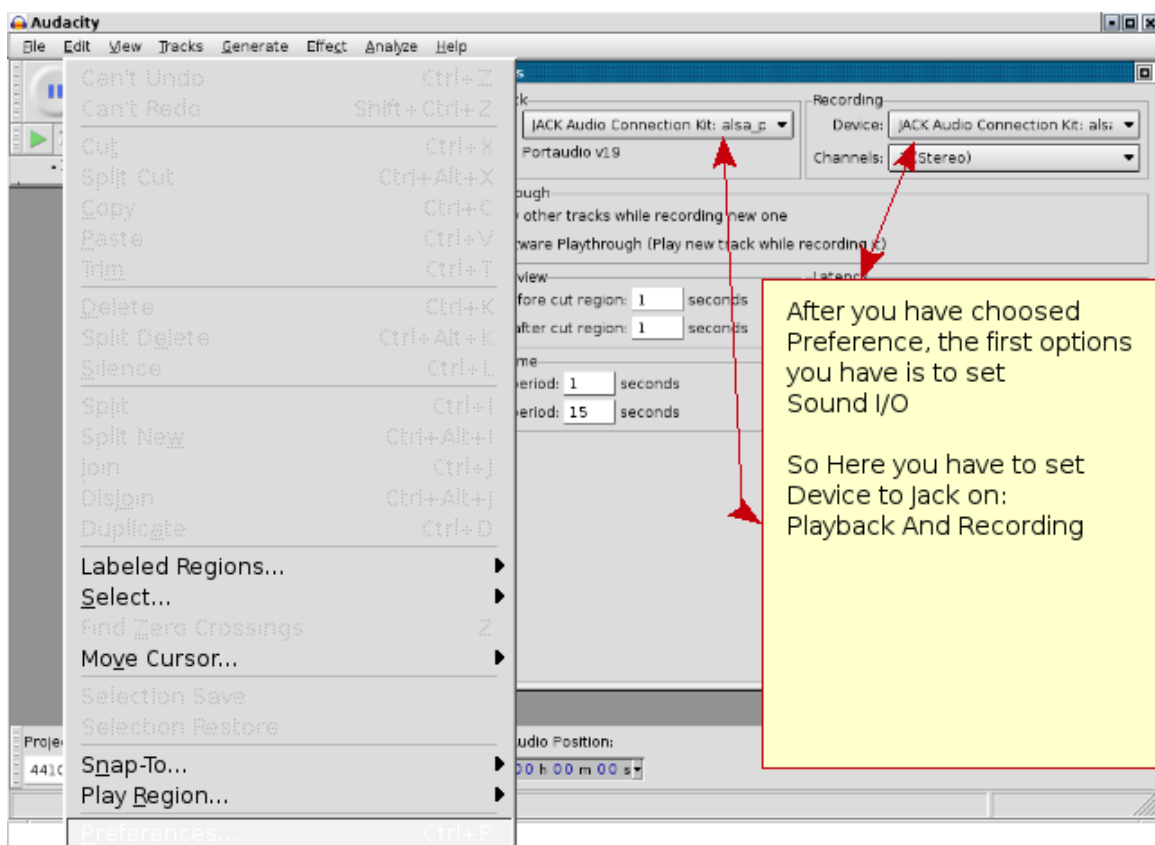 Audacity
File Edit View Tracks Generate Effect Analyze Help
Can't Undo Ctrl+Z
Can't Redo Shift+Ctrl+Z
Cut Ctrl+X
Split Cut Ctrl+Alt+X
Copy Ctrl+C
Paste Ctrl+V
Trim Ctrl+T
Delete Ctrl+K
Split Delete Ctrl+Alt+K
Silence Ctrl+L
Split Ctrl+I
Split New Ctrl+Alt+I
Join Ctrl+J
Disjoin Ctrl+Alt+J
Duplicate Ctrl+D
Labeled Regions...
Select...
Find Zero Crossings Z
Move Cursor...
Selection Save
Selection Restore
Snap-To...
Play Region...
Preferences... Ctrl+P
JACK Audio Connection Kit: alsa_p
Portaudio v19
Recording
Device: JACK Audio Connection Kit: alsa
Channels: (Stereo)
other tracks while recording new one
Playthrough (Play new track while recording it)
cut region: 1 seconds
after cut region: 1 seconds
period: 1 seconds
period: 15 seconds
Latency
After you have choosed
Preference, the first options
you have is to set
Sound I/O
So Here you have to set
Device to Jack on:
Playback And Recording
Position:
00 h 00 m 00 s